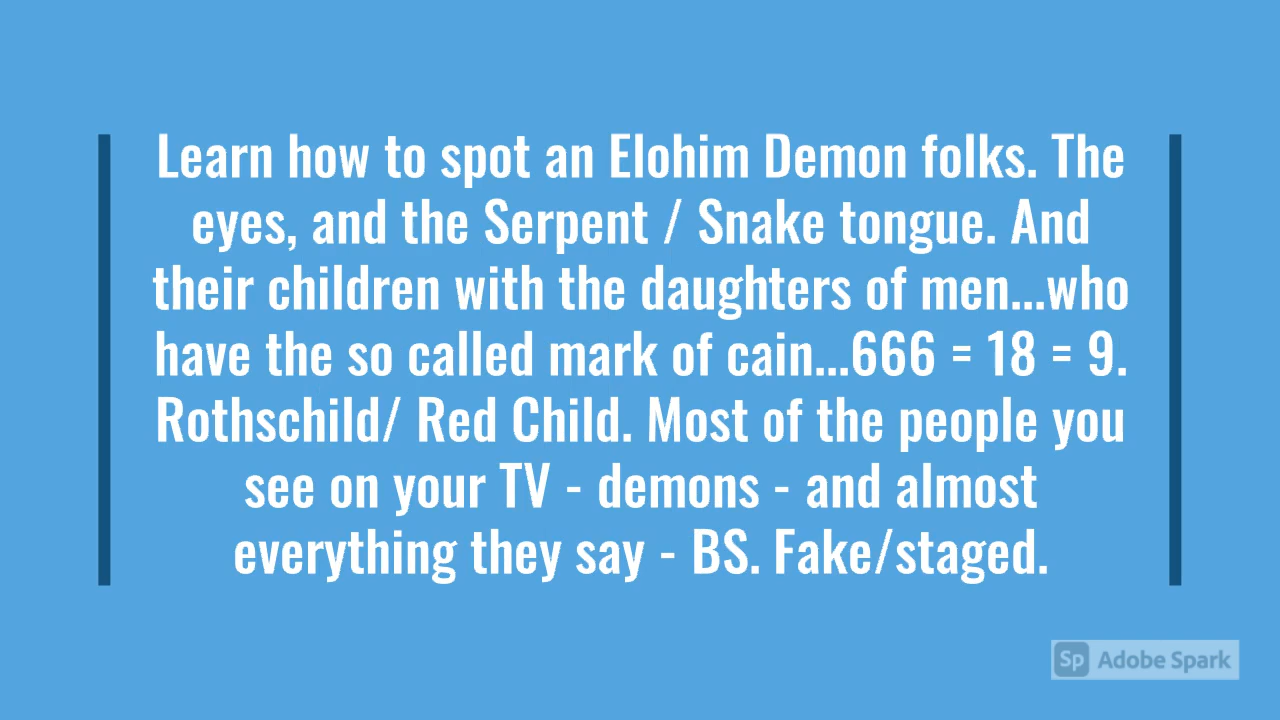 Learn how to spot an Elohim Demon folks. The
eyes, and the Serpent / Snake tongue. And
their children with the daughters of men...who
have the so called mark of cain...666 = 18 = 9.
Rothschild/ Red Child. Most of the people you
see on your TV - demons - and almost
everything they say - BS. Fake/staged.
Sp Adobe Spark